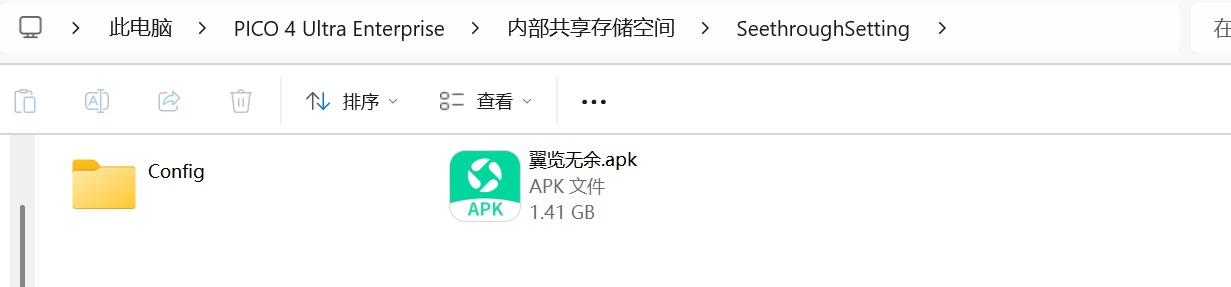 此电脑 > PICO 4 Ultra Enterprise > 内部共享存储空间 > SeethroughSetting >
在
排序 查看 ...
Config
翼览无余.apk
APK 文件
1.41 GB
APK